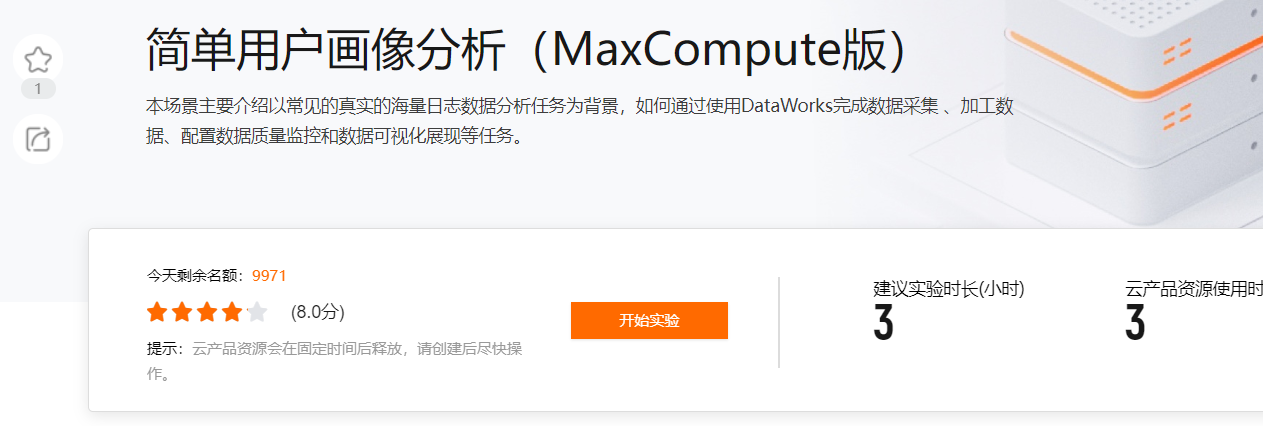 简单用户画像分析（MaxCompute版）
1
本场景主要介绍以常见的真实的海量日志数据分析任务为背景，如何通过使用DataWorks完成数据采集 、加工数
据、配置数据质量监控和数据可视化展现等任务。
今天剩余名额：9971
(8.0分)
提示：云产品资源会在固定时间后释放，请创建后尽快操
作。
开始实验
建议实验时长(小时)
3
云产品资源使用时
3